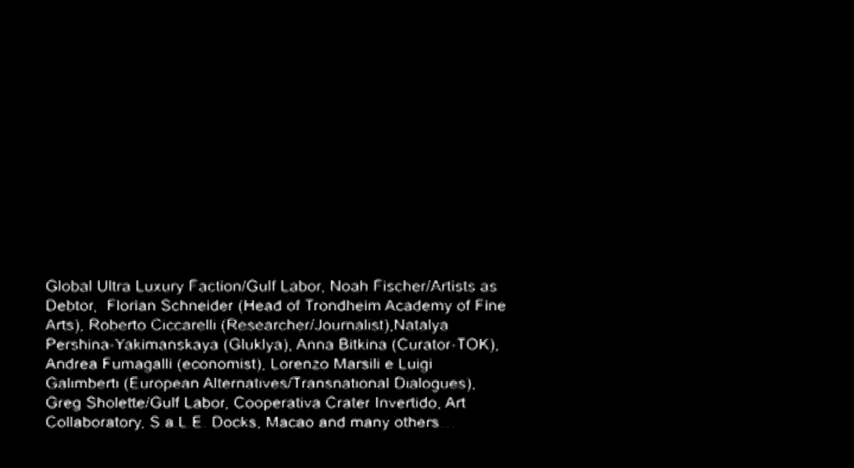 Global Ultra Luxury Faction/Gulf Labor, Noah Fischer/Artists as
Debtor, Florian Schneider (Head of Trondheim Academy of Fine
Arts), Roberto Ciccarelli (Researcher/Journalist),Natalya
Pershina-Yakimanskaya (Gluklya), Anna Bitkina (Curator-TOK),
Andrea Fumagalli (economist), Lorenzo Marsili e Luigi
Galimberti (European Alternatives/Transnational Dialogues),
Greg Sholette/Gulf Labor, Cooperativa Crater Invertido, Art
Collaboratory, S.a.L.E. Docks, Macao and many others...